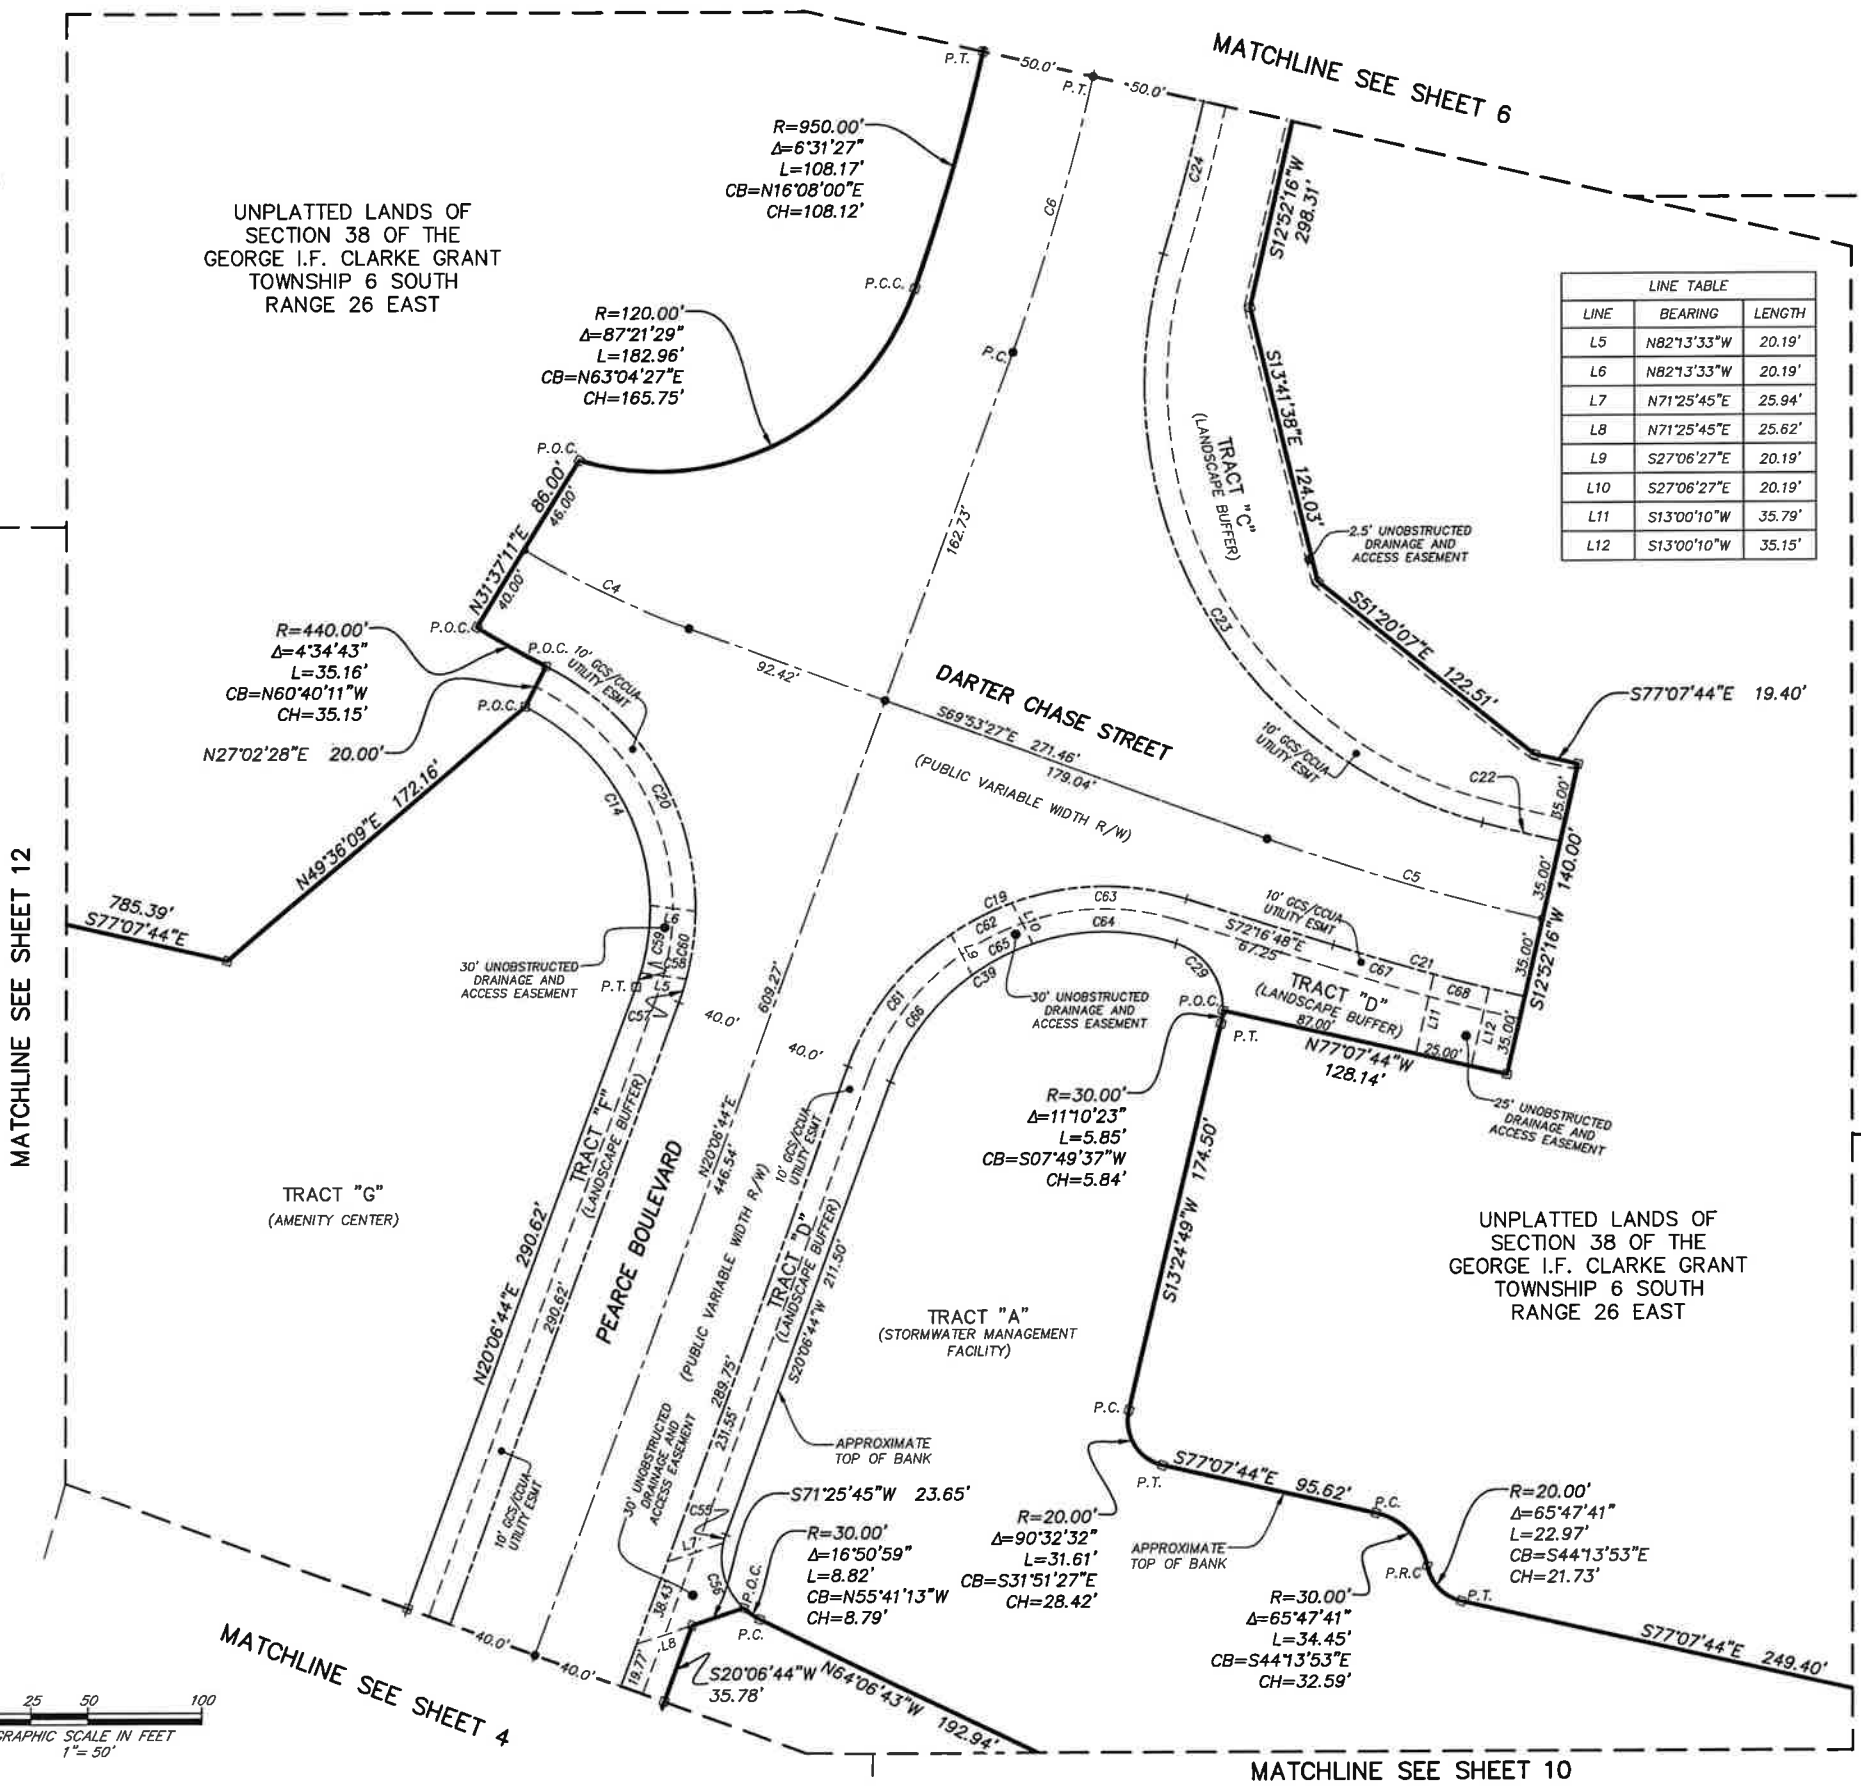 MATCHLINE SEE SHEET 6
P.T.
50.0'
P.T.
50.0'
R=950.00'
Δ=6°31'27"
L=108.17'
CB=N16°08'00"E
CH=108.12'
C6
C24
S12°52'16"W
298.31'
UNPLATTED LANDS OF
SECTION 38 OF THE
GEORGE I.F. CLARKE GRANT
TOWNSHIP 6 SOUTH
RANGE 26 EAST
P.C.C.
R=120.00'
Δ=87°21'29"
L=182.96'
CB=N63°04'27"E
CH=165.75'
P.C.
LINE TABLE
LINE BEARING LENGTH
L5 N82°13'33"W 20.19'
L6 N82°13'33"W 20.19'
L7 N71°25'45"E 25.94'
L8 N71°25'45"E 25.62'
L9 S27°06'27"E 20.19'
L10 S27°06'27"E 20.19'
L11 S13°00'10"W 35.79'
L12 S13°00'10"W 35.15'
S13°41'38"E 124.03'
TRACT "C"
(LANDSCAPE BUFFER)
2.5' UNOBSTRUCTED
DRAINAGE AND
ACCESS EASEMENT
P.O.C.
N31°37'11"E 86.00'
46.00'
40.00'
C4
162.73'
C23
S51°20'07"E 122.51'
S77°07'44"E 19.40'
P.O.C.
R=440.00'
Δ=4°34'43"
L=35.16'
CB=N60°40'11"W
CH=35.15'
P.O.C.
10' GCS/CCUA
UTILITY ESMT
92.42'
DARTER CHASE STREET
S69°53'27"E 271.46'
179.04'
(PUBLIC VARIABLE WIDTH R/W)
10' GCS/CCUA
UTILITY ESMT
C22
35.00'
35.00'
S12°52'16"W 140.00'
35.00'
35.00'
P.O.C.
N27°02'28"E 20.00'
C20
C14
N49°36'09"E 172.16'
C5
MATCHLINE SEE SHEET 12
785.39'
S77°07'44"E
L6
C59
C60
C58
L5
C57
P.T.
30' UNOBSTRUCTED
DRAINAGE AND
ACCESS EASEMENT
C19
C62
L10
L9
C65
C39
C63
C64
C61
C66
C29
10' GCS/CCUA
UTILITY ESMT
S72°16'48"E
67.25
C21
C67
C68
TRACT "D"
(LANDSCAPE BUFFER)
87.00'
L11
L12
25.00'
N77°07'44"W
128.14'
P.O.C.
P.T.
30' UNOBSTRUCTED
DRAINAGE AND
ACCESS EASEMENT
25' UNOBSTRUCTED
DRAINAGE AND
ACCESS EASEMENT
609.27'
40.0'
40.0'
R=30.00'
Δ=11°10'23"
L=5.85'
CB=S07°49'37"W
CH=5.84'
S13°24'49"W 174.50'
TRACT "F"
(LANDSCAPE BUFFER)
PEARCE BOULEVARD
N20°06'44"E
446.54'
(PUBLIC VARIABLE WIDTH R/W)
10' GCS/CCUA
UTILITY ESMT
TRACT "D"
(LANDSCAPE BUFFER)
S20°06'44"W 211.50'
TRACT "G"
(AMENITY CENTER)
N20°06'44"E 290.62'
290.62'
UNPLATTED LANDS OF
SECTION 38 OF THE
GEORGE I.F. CLARKE GRANT
TOWNSHIP 6 SOUTH
RANGE 26 EAST
TRACT "A"
(STORMWATER MANAGEMENT
FACILITY)
289.75'
231.55'
30' UNOBSTRUCTED
DRAINAGE AND
ACCESS EASEMENT
APPROXIMATE
TOP OF BANK
P.C.
P.T.
S77°07'44"E 95.62'
P.C.
10' GCS/CCUA
UTILITY ESMT
C55
L7
C56
38.43'
L8
19.77'
S71°25'45"W 23.65'
R=30.00'
Δ=16°50'59"
L=8.82'
CB=N55°41'13"W
CH=8.79'
P.O.C.
P.C.
R=20.00'
Δ=90°32'32"
L=31.61'
CB=S31°51'27"E
CH=28.42'
APPROXIMATE
TOP OF BANK
R=20.00'
Δ=65°47'41"
L=22.97'
CB=S44°13'53"E
CH=21.73'
P.R.C
P.T.
R=30.00'
Δ=65°47'41"
L=34.45'
CB=S44°13'53"E
CH=32.59'
S77°07'44"E 249.40'
S20°06'44"W
35.78'
N64°06'43"W 192.94'
40.0'
40.0'
MATCHLINE SEE SHEET 4
25 50 100
GRAPHIC SCALE IN FEET
1"= 50'
MATCHLINE SEE SHEET 10